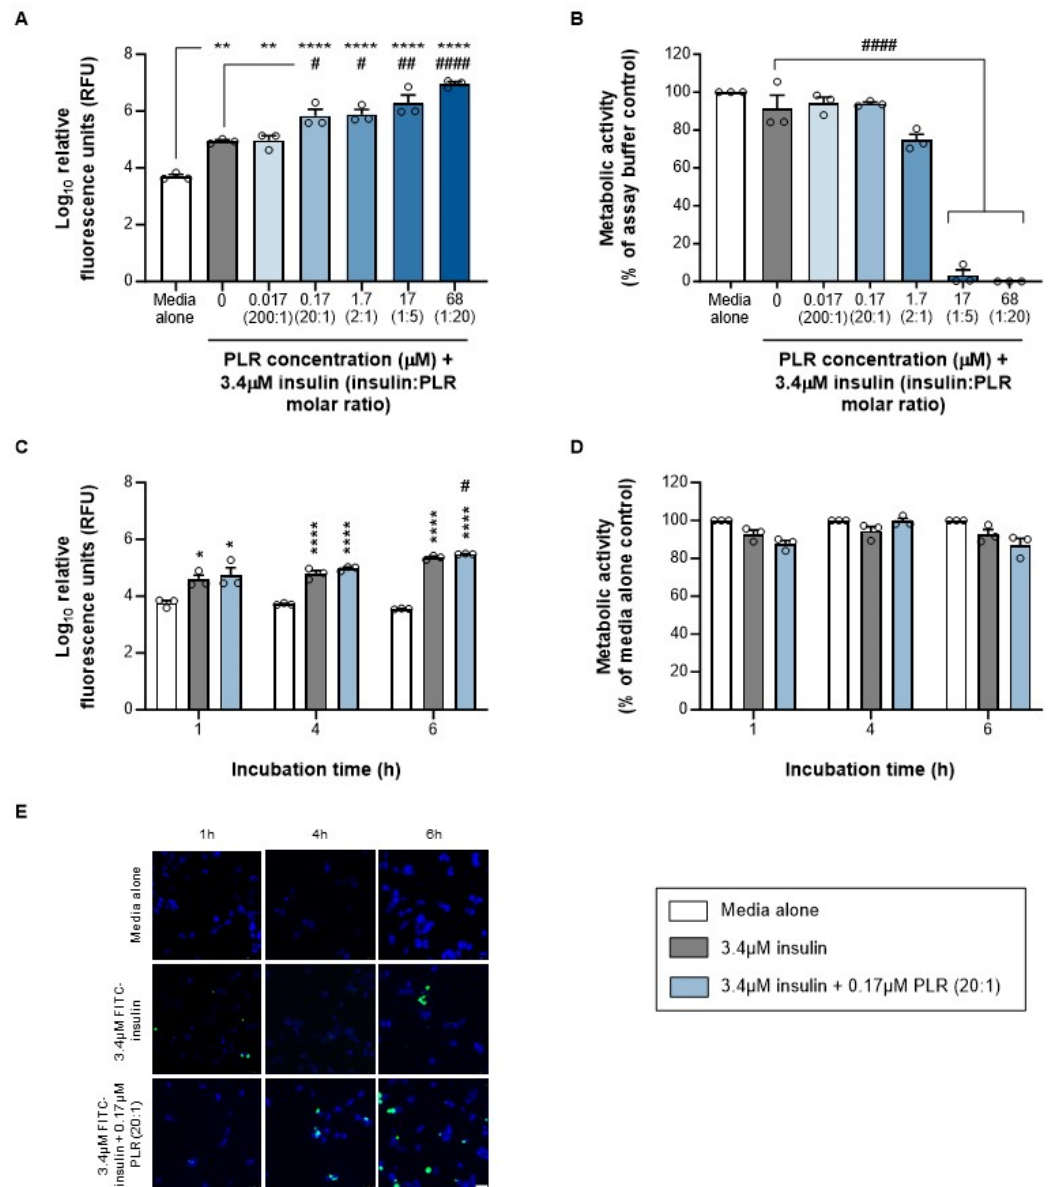 A
** ** **** **** **** ****
# # ## ####
8
6
4
2
0
Log10 relative
fluorescence units (RFU)
Media
alone
0
0.017
(200:1)
0.17
(20:1)
1.7
(2:1)
17
(1:5)
68
(1:20)
PLR concentration (µM) +
3.4µM insulin (insulin:PLR
molar ratio)
B
####
120
100
80
60
40
20
0
Metabolic activity
(% of assay buffer control)
Media
alone
0
0.017
(200:1)
0.17
(20:1)
1.7
(2:1)
17
(1:5)
68
(1:20)
PLR concentration (µM) +
3.4µM insulin (insulin:PLR
molar ratio)
C
8
6
4
2
0
Log10 relative
fluorescence units (RFU)
* * **** **** **** ****
#
1 4 6
Incubation time (h)
D
120
100
80
60
40
20
0
Metabolic activity
(% of media alone control)
1 4 6
Incubation time (h)
E
1h 4h 6h
Media alone
3.4µM FITC-
insulin
3.4µM FITC-
insulin + 0.17µM
PLR (20:1)
Media alone
3.4µM insulin
3.4µM insulin + 0.17µM PLR (20:1)